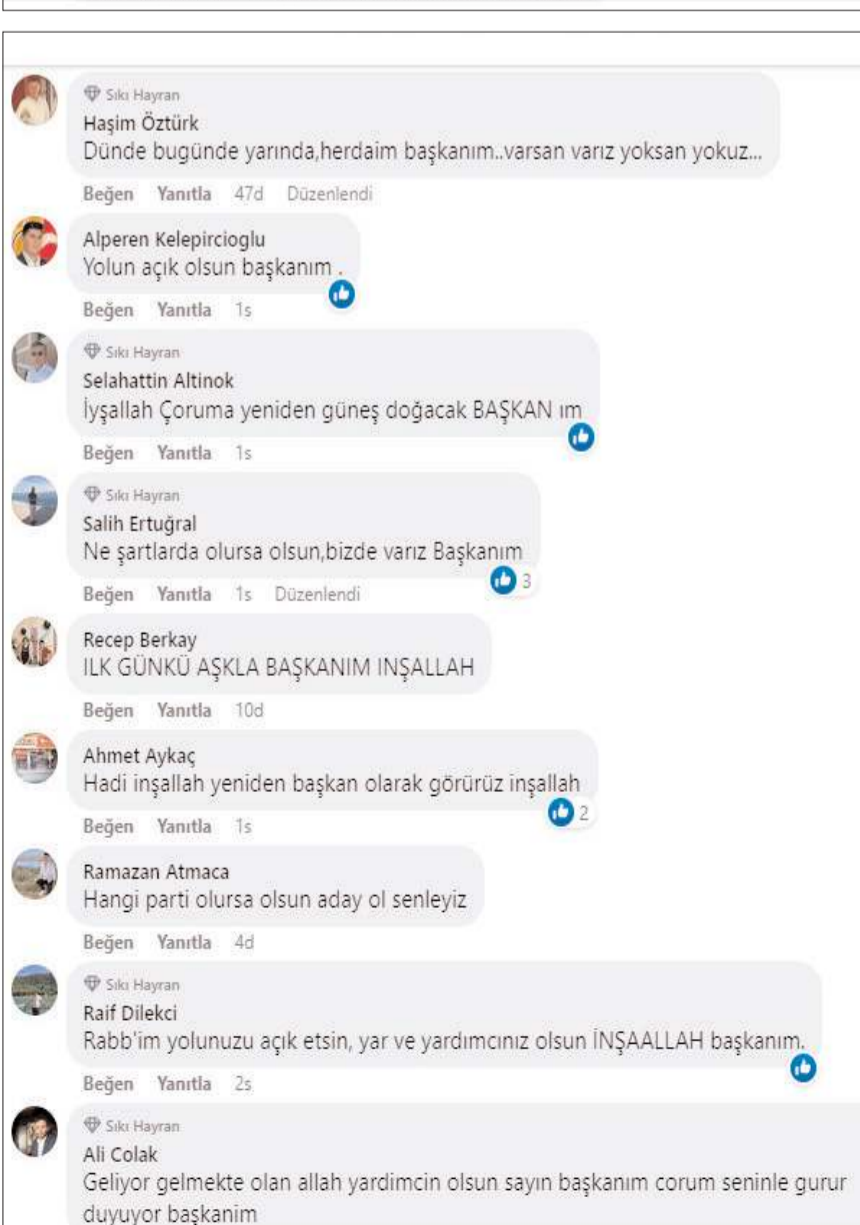 Sıkı Hayran
Haşim Öztürk
Dünde bugünde yarında,herdaim başkanım..varsan varız yoksan yokuz...
Beğen Yanıtla 47d Düzenlendi
Alperen Kelepircioglu
Yolun açık olsun başkanım .
Beğen Yanıtla 1s
Sıkı Hayran
Selahattin Altinok
İyşallah Çoruma yeniden güneş doğacak BAŞKAN ım
Beğen Yanıtla 1s
Sıkı Hayran
Salih Ertuğral
Ne şartlarda olursa olsun,bizde varız Başkanım
3
Beğen Yanıtla 1s Düzenlendi
Recep Berkay
ILK GÜNKÜ AŞKLA BAŞKANIM INŞALLAH
Beğen Yanıtla 10d
Ahmet Aykaç
Hadi inşallah yeniden başkan olarak görürüz inşallah
2
Beğen Yanıtla 1s
Ramazan Atmaca
Hangi parti olursa olsun aday ol senleyiz
Beğen Yanıtla 4d
Sıkı Hayran
Raif Dilekci
Rabb'im yolunuzu açık etsin, yar ve yardımcınız olsun İNŞAALLAH başkanım.
Beğen Yanıtla 2s
Sıkı Hayran
Ali Colak
Geliyor gelmekte olan allah yardimcin olsun sayın başkanım corum seninle gurur
duyuyor başkanim